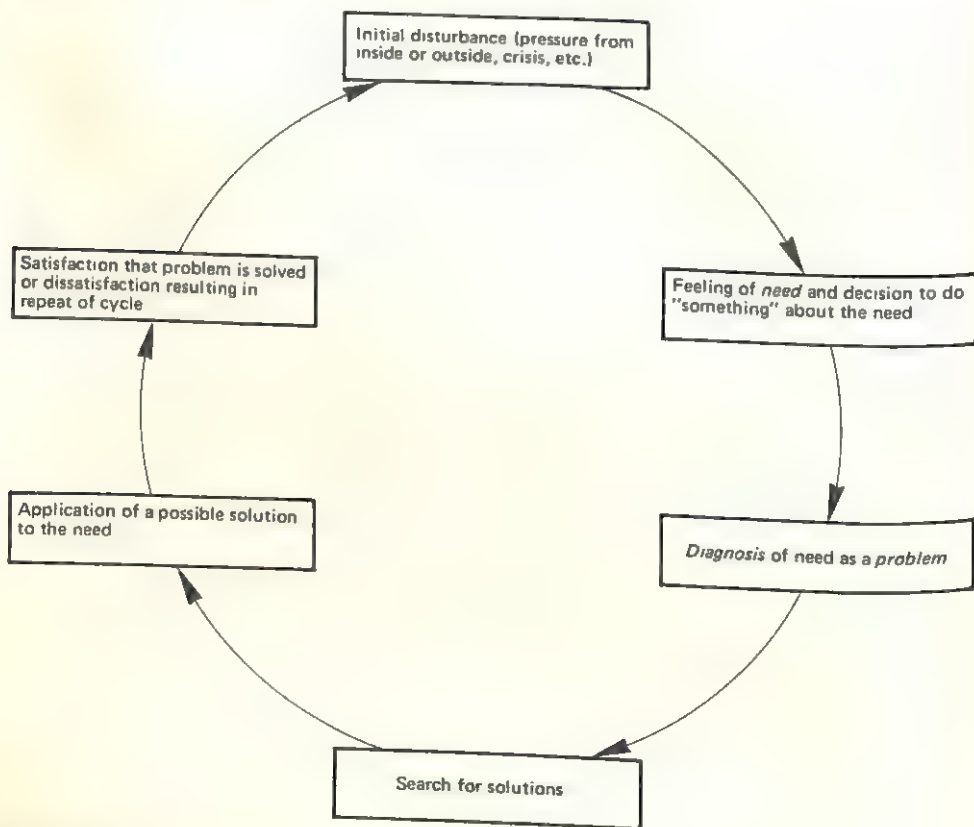 Initial disturbance (pressure from
inside or outside, crisis, etc.)
Feeling of need and decision to do
"something" about the need
Diagnosis of need as a problem
Search for solutions
Application of a possible solution
to the need
Satisfaction that problem is solved
or dissatisfaction resulting in
repeat of cycle